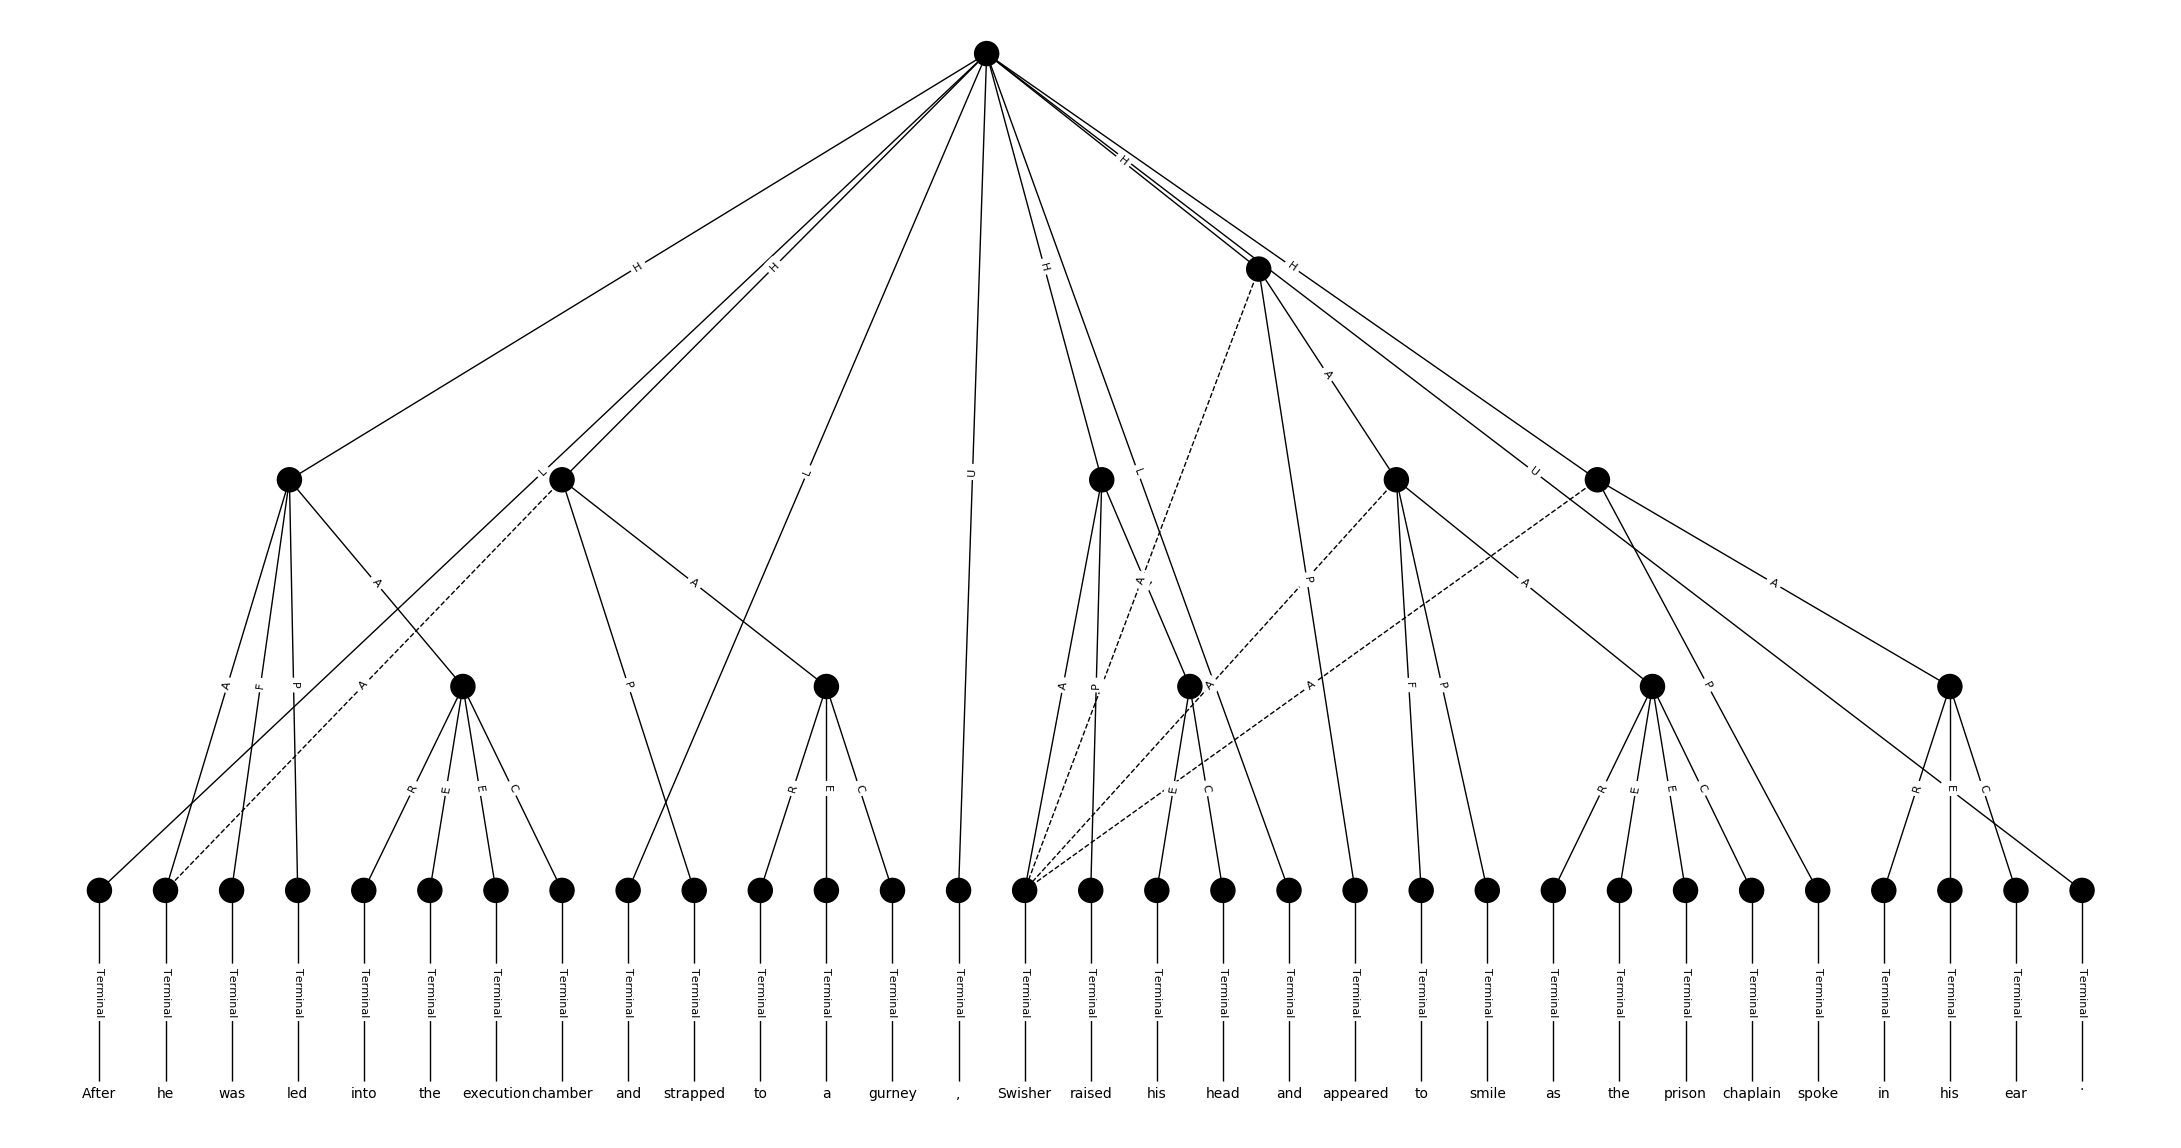 H
H H H
H
A
L L U L U
A A A A A A P A
A F P A P A P A A F P P
R E E C R E C E C R E E C R E C
Terminal Terminal Terminal Terminal Terminal Terminal Terminal Terminal Terminal Terminal Terminal Terminal Terminal Terminal Terminal Terminal Terminal Terminal Terminal Terminal Terminal Terminal Terminal Terminal Terminal Terminal Terminal Terminal Terminal Terminal Terminal
After he was led into the execution chamber and strapped to a gurney , Swisher raised his head and appeared to smile as the prison chaplain spoke in his ear .